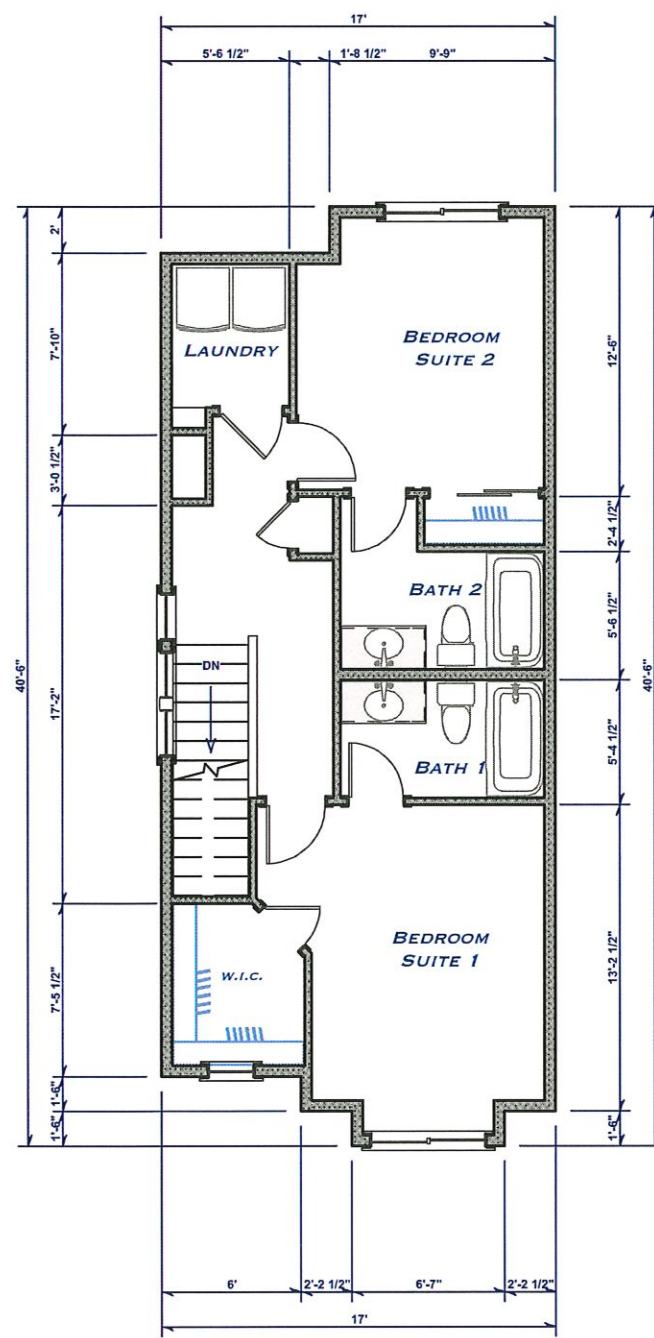 17'
5'-6 1/2"
1'-8 1/2"
9'-9"
2'
7'-10"
3'-0 1/2"
17'-2"
7'-5 1/2"
1'-6"
1'-6"
40'-6"
LAUNDRY
BEDROOM
SUITE 2
BATH 2
DN
BATH 1
BEDROOM
SUITE 1
W.I.C.
12'-6"
2'-4 1/2"
5'-6 1/2"
5'-4 1/2"
13'-2 1/2"
1'-6"
40'-6"
6'
2'-2 1/2"
6'-7"
2'-2 1/2"
17'